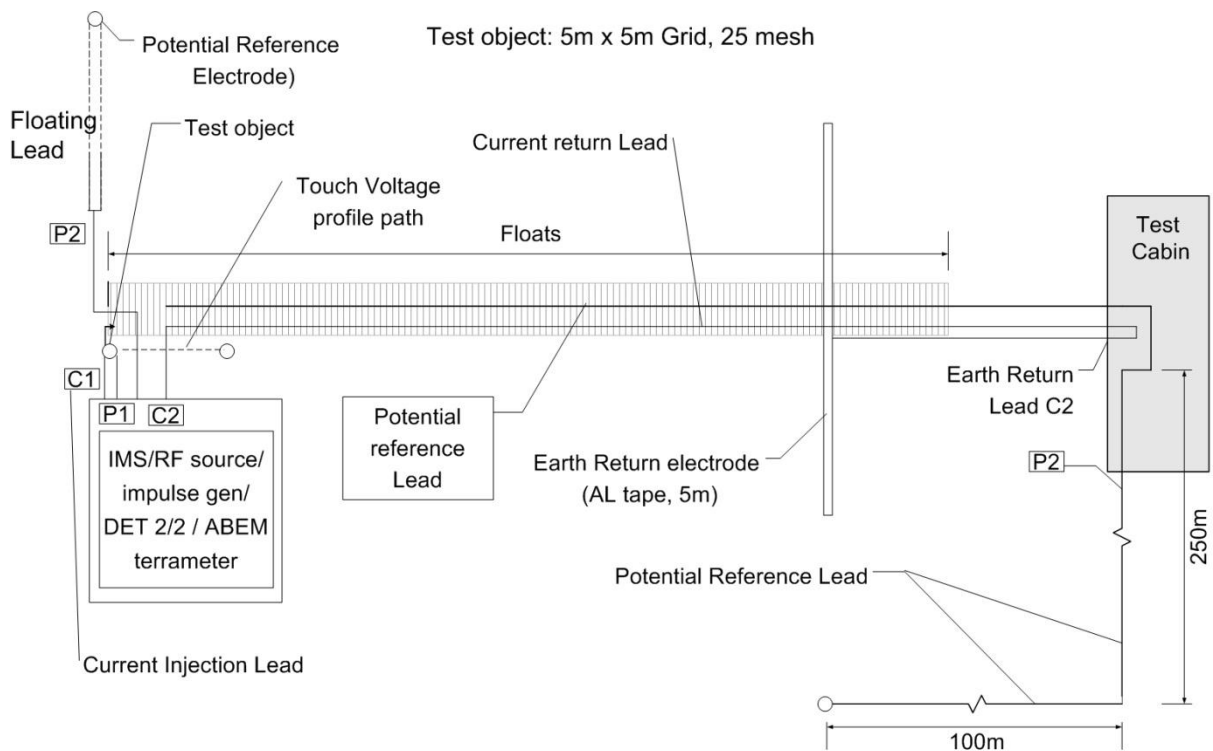 Test object: 5m x 5m Grid, 25 mesh
Potential Reference
Electrode)
Floating
Lead
Test object
Current return Lead
Touch Voltage
profile path
P2
Floats
Test
Cabin
C1
P1
C2
Earth Return
Lead C2
Potential
reference
Lead
IMS/RF source/
impulse gen/
DET 2/2 / ABEM
terrameter
Earth Return electrode
(AL tape, 5m)
P2
250m
Potential Reference Lead
Current Injection Lead
100m